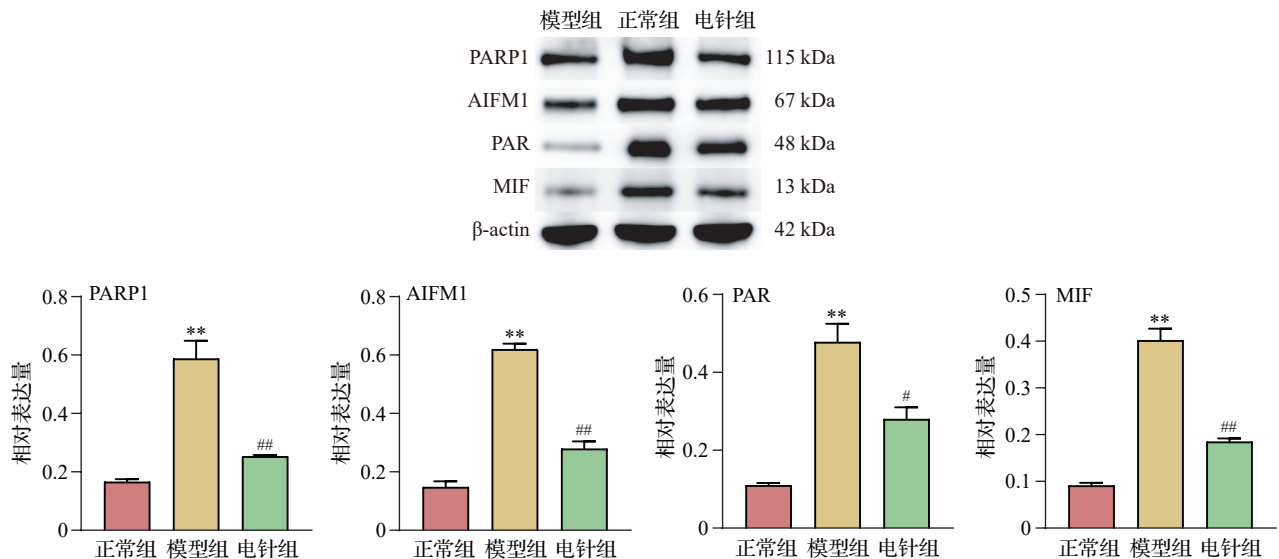 模型组 正常组 电针组
PARP1 115 kDa
AIFM1 67 kDa
PAR 48 kDa
MIF 13 kDa
β-actin 42 kDa
PARP1
相对表达量
0.8
0.6
0.4
0.2
0
**
##
正常组 模型组 电针组
AIFM1
相对表达量
0.8
0.6
0.4
0.2
0
**
##
正常组 模型组 电针组
PAR
相对表达量
0.6
0.4
0.2
0
**
#
正常组 模型组 电针组
MIF
相对表达量
0.5
0.4
0.3
0.2
0.1
0
**
##
正常组 模型组 电针组